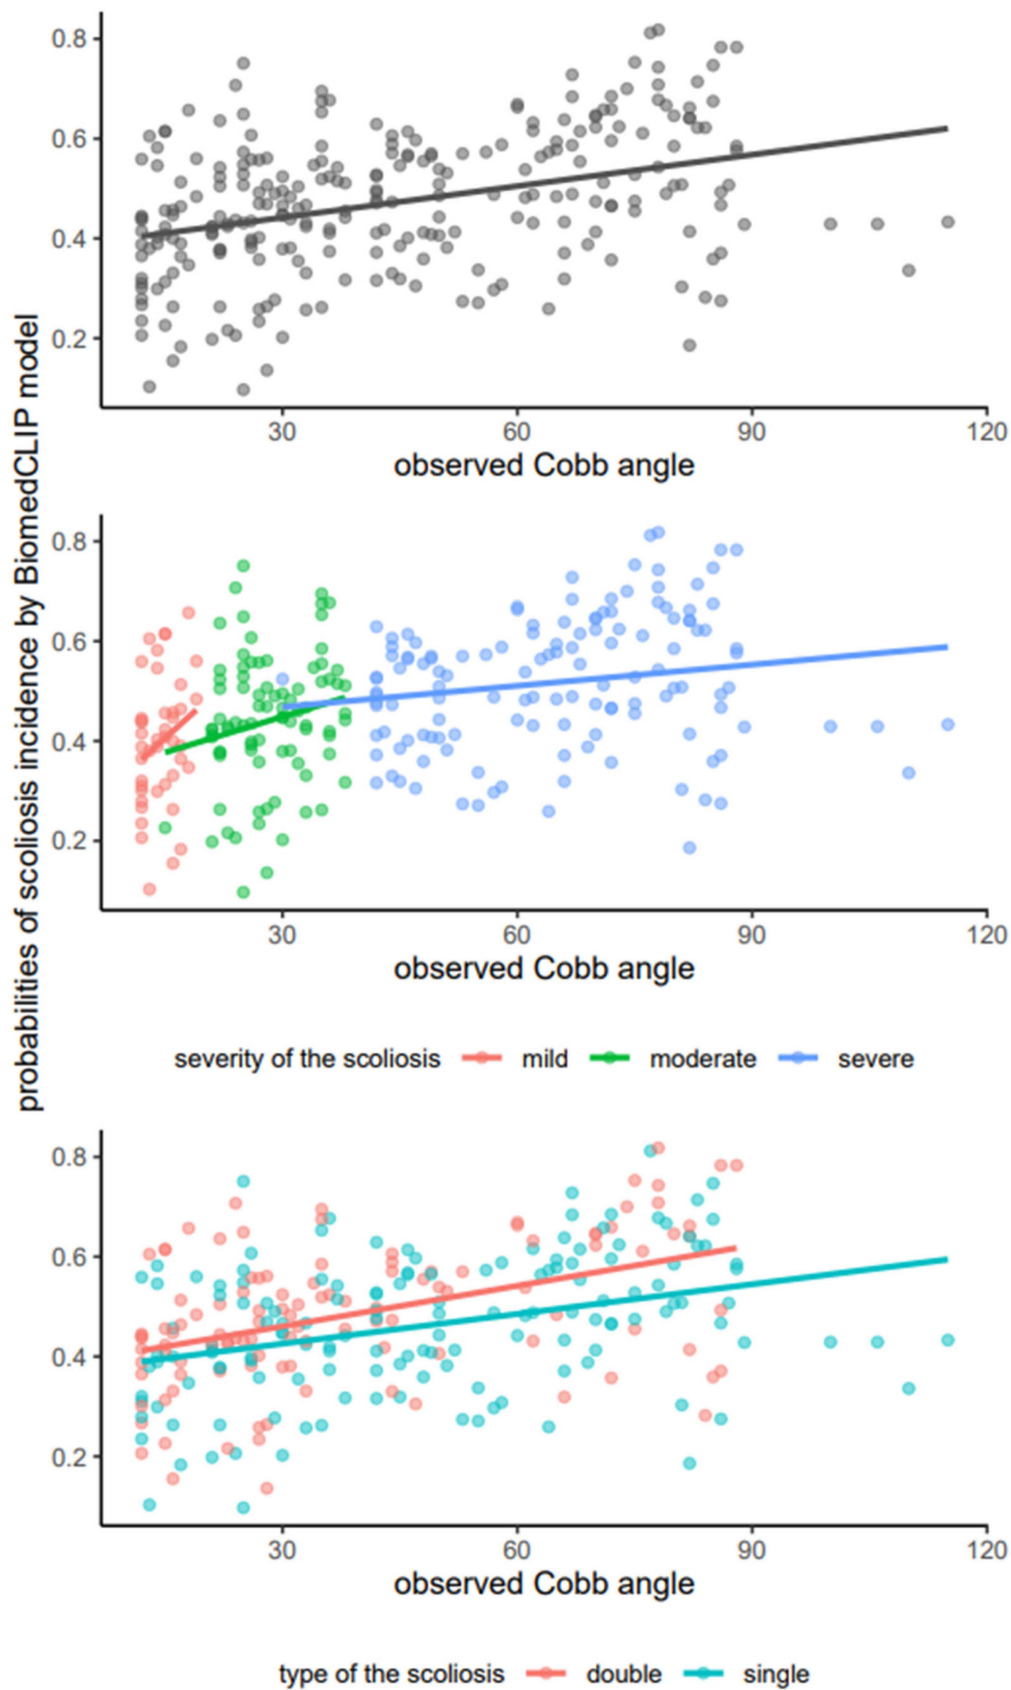 probabilities of scoliosis incidence by BiomedCLIP model
0.8
0.6
0.4
0.2
30 60 90 120
observed Cobb angle
0.8
0.6
0.4
0.2
30 60 90 120
observed Cobb angle
severity of the scoliosis mild moderate severe
0.8
0.6
0.4
0.2
30 60 90 120
observed Cobb angle
type of the scoliosis double single